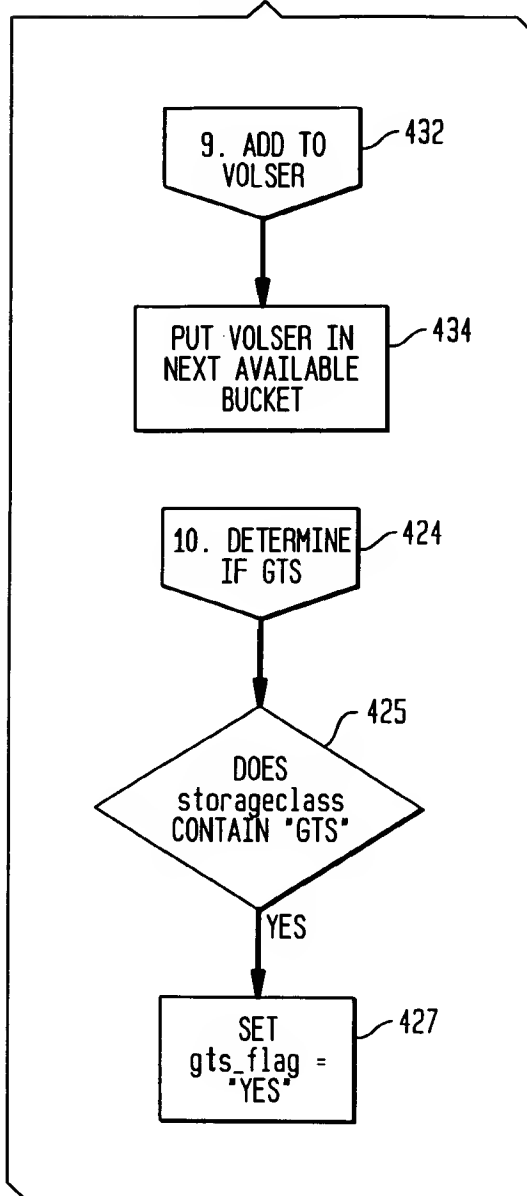 9. ADD TO
VOLSER
432
PUT VOLSER IN
NEXT AVAILABLE
BUCKET
434
10. DETERMINE
IF GTS
424
425
DOES
storageclass
CONTAIN "GTS"
YES
SET
gts_flag =
"YES"
427